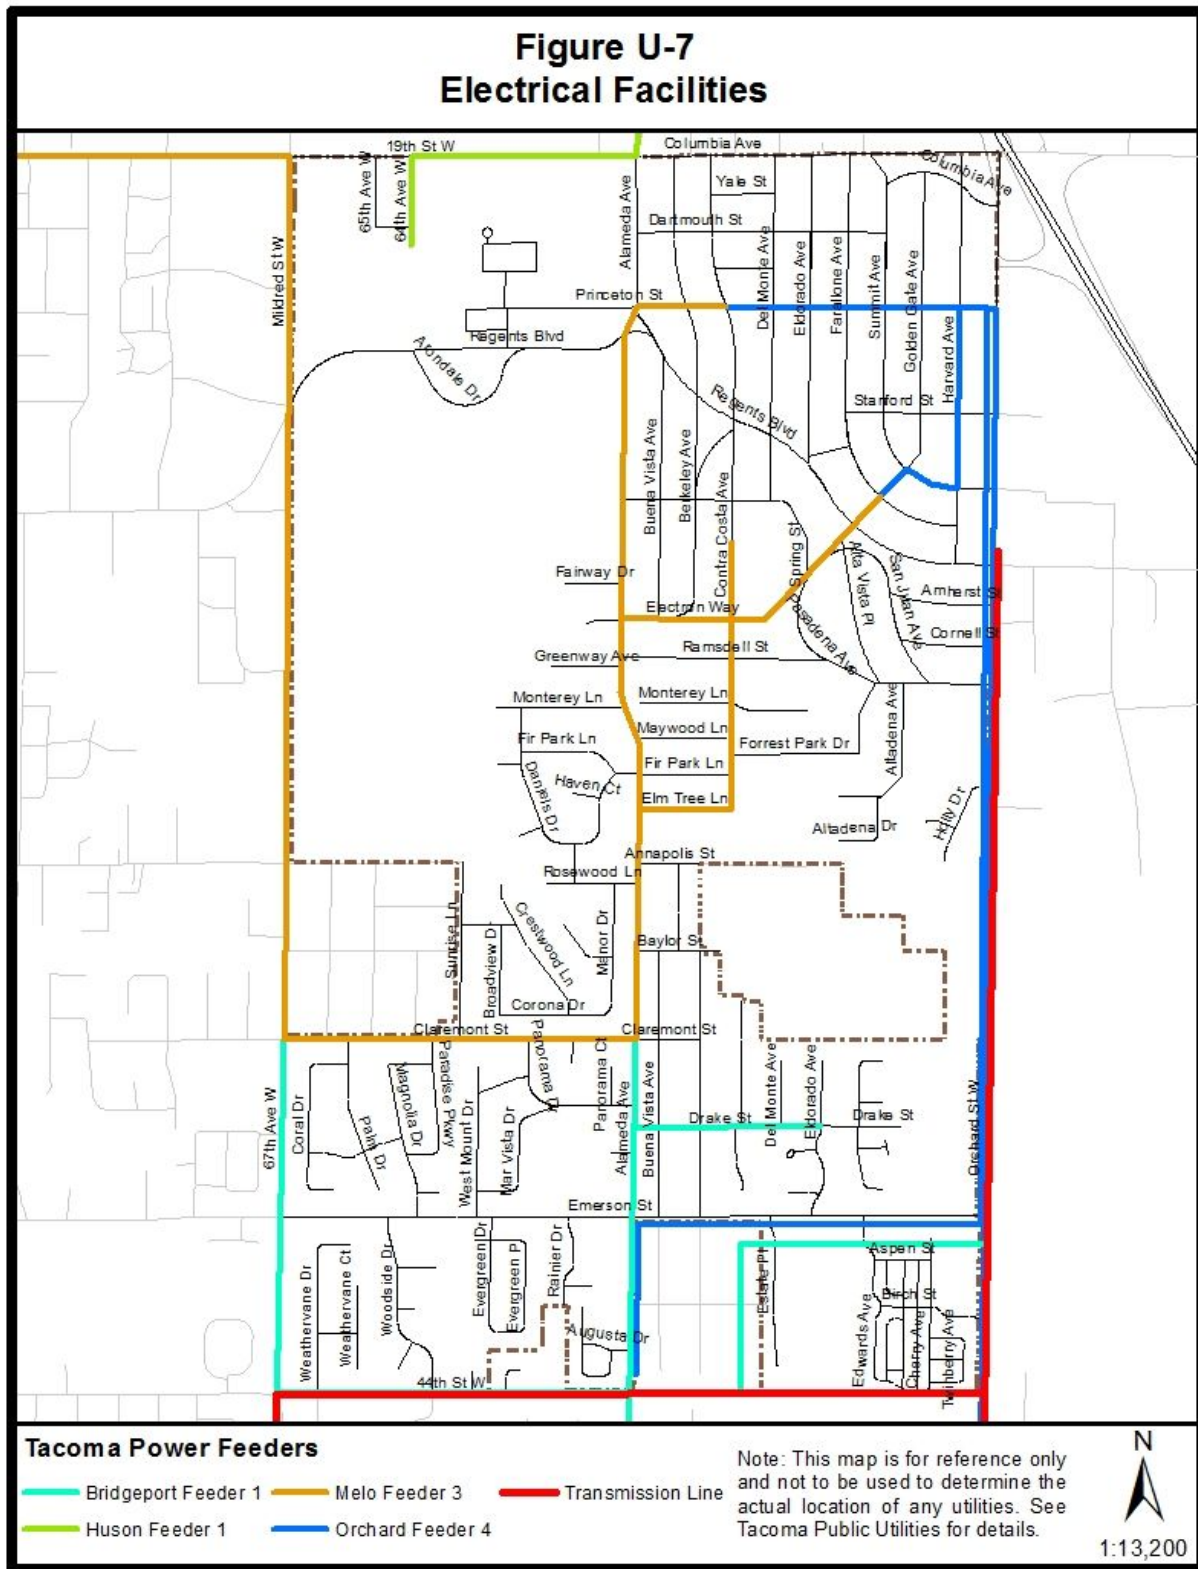 Figure U-7
Electrical Facilities
19th St W
Columbia Ave
Columbia Ave
65th Ave W
64th Ave W
Yale St
Dartmouth St
Alameda Ave
Mildred St W
Del Monte Ave
Eldorado Ave
Farallone Ave
Summit Ave
Golden Gate Ave
Harvard Ave
Princeton St
Regents Blvd
Arondale Dr
Regents Blvd
Stanford St
Buena Vista Ave
Berkeley Ave
Contra Costa Ave
Spring St
Alta Vista Pl
San Juan Ave
Amherst St
Fairway Dr
Electron Way
Pasadena Ave
Cornell St
Ramsdell St
Greenway Ave
Monterey Ln
Monterey Ln
Altadena Ave
Maywood Ln
Fir Park Ln
Forrest Park Dr
Fir Park Ln
Daniels Dr
Haven Ct
Elm Tree Ln
Altadena Dr
Holly Dr
Annapolis St
Rosewood Ln
Sunrise Ln
Broadview Dr
Crestwood Ln
Manor Dr
Baylor St
Corona Dr
Claremont St
Claremont St
67th Ave W
Coral Dr
Palm Dr
Magnolia Dr
Paradise Pkwy
West Mount Dr
Mar Vista Dr
Panorama Dr
Panorama Ct
Alameda Ave
Buena Vista Ave
Drake St
Del Monte Ave
Eldorado Ave
Drake St
Orchard St W
Emerson St
Weathervane Dr
Weathervane Ct
Woodside Dr
Evergreen Dr
Evergreen P
Rainier Dr
Augusta Dr
Estate Pl
Aspen St
Birch St
Edwards Ave
Cherry Ave
Twinberry Ave
44th St W
Tacoma Power Feeders
Bridgeport Feeder 1
Melo Feeder 3
Transmission Line
Huson Feeder 1
Orchard Feeder 4
Note: This map is for reference only
and not to be used to determine the
actual location of any utilities. See
Tacoma Public Utilities for details.
N
1:13,200